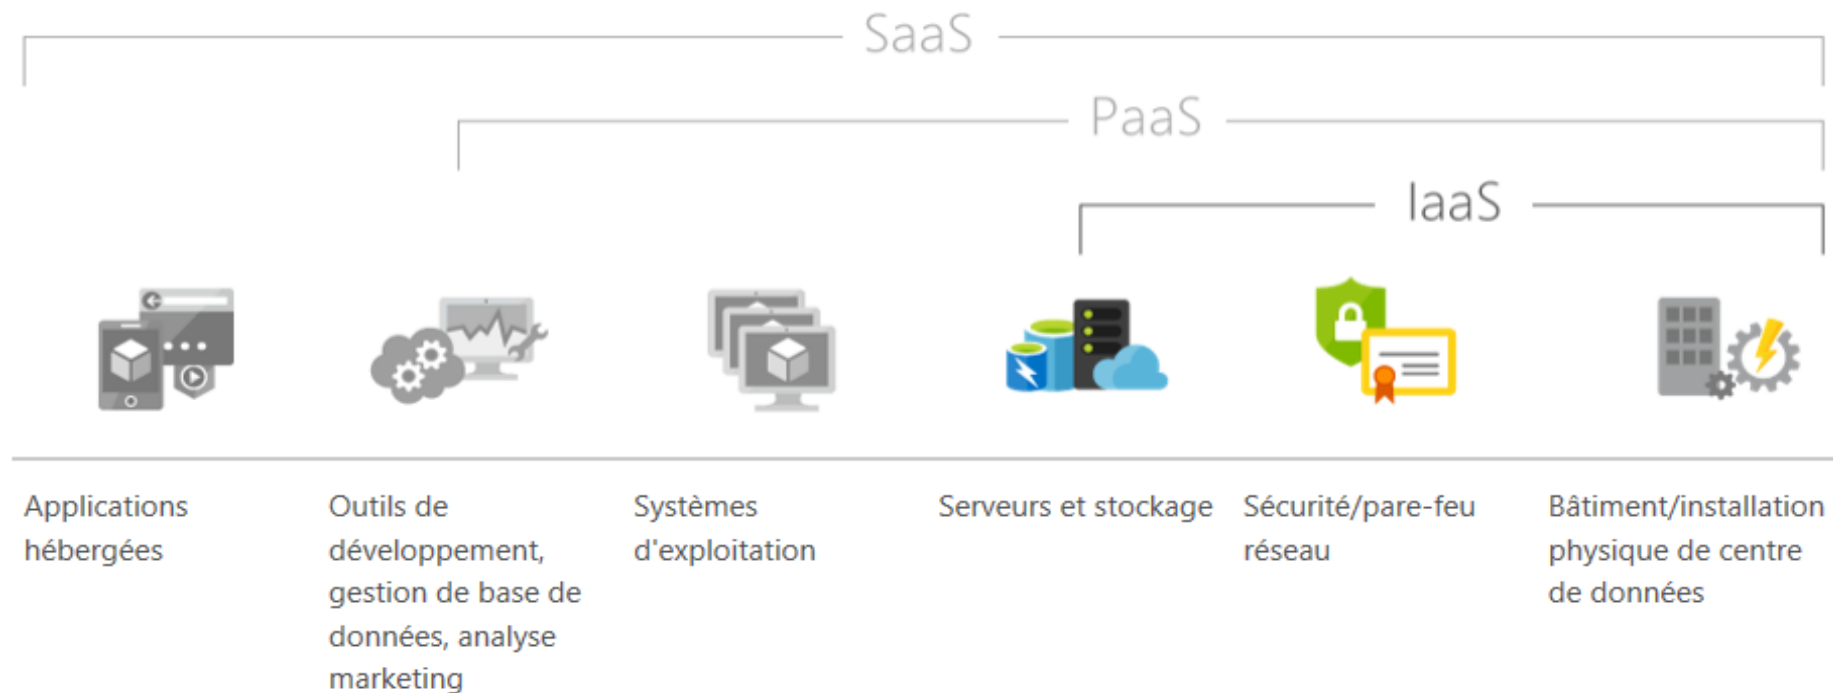 SaaS
PaaS
IaaS
Applications
hébergées
Outils de
développement,
gestion de base de
données, analyse
marketing
Systèmes
d'exploitation
Serveurs et stockage
Sécurité/pare-feu
réseau
Bâtiment/installation
physique de centre
de données